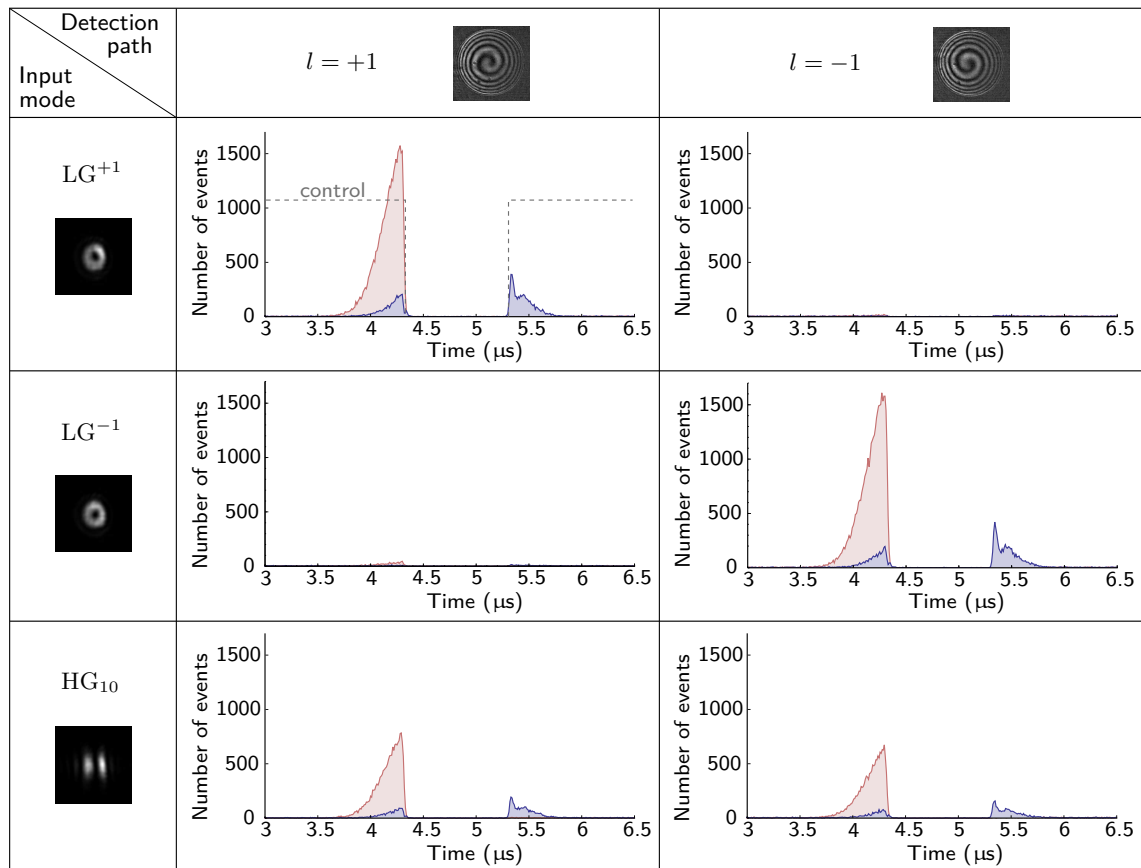 Detection
path
Input
mode
l = +1
l = −1
LG⁺¹
Number of events
1500
1000
500
0
control
3 3.5 4 4.5 5 5.5 6 6.5
Time (μs)
Number of events
1500
1000
500
0
3 3.5 4 4.5 5 5.5 6 6.5
Time (μs)
LG⁻¹
Number of events
1500
1000
500
0
3 3.5 4 4.5 5 5.5 6 6.5
Time (μs)
Number of events
1500
1000
500
0
3 3.5 4 4.5 5 5.5 6 6.5
Time (μs)
HG₁₀
Number of events
1500
1000
500
0
3 3.5 4 4.5 5 5.5 6 6.5
Time (μs)
Number of events
1500
1000
500
0
3 3.5 4 4.5 5 5.5 6 6.5
Time (μs)